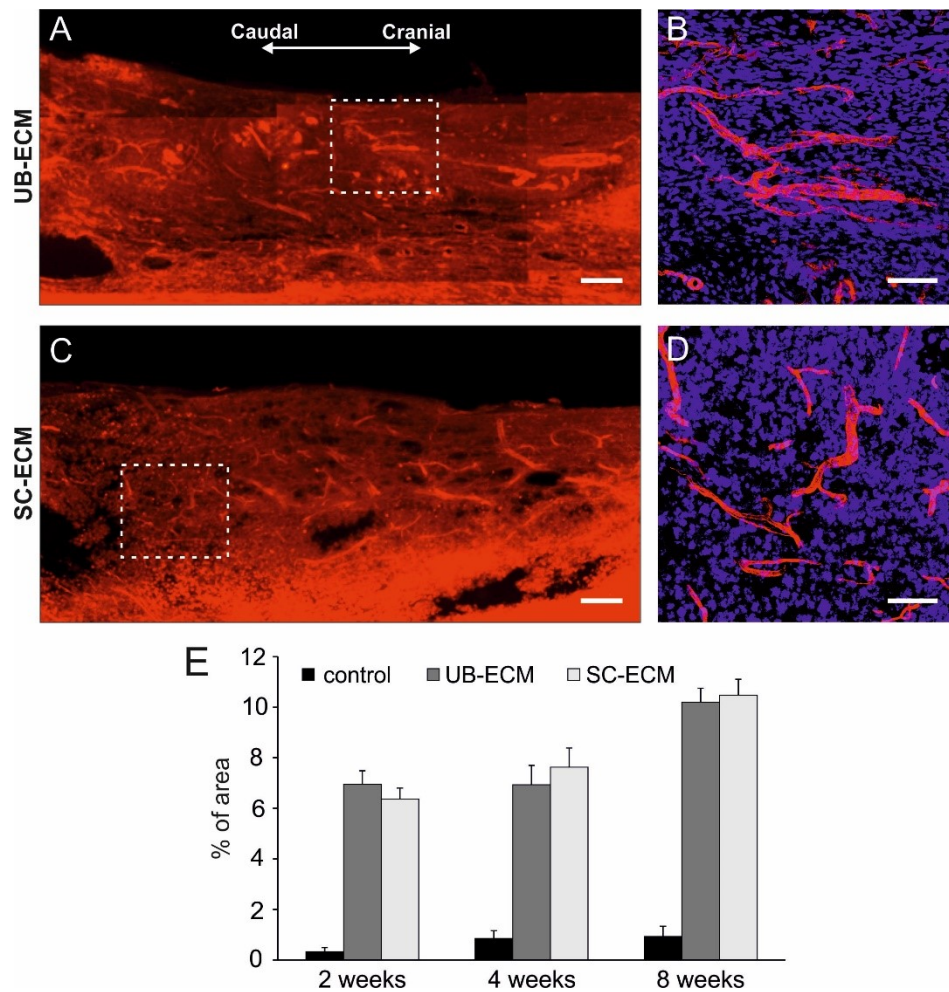 A
Caudal Cranial
UB-ECM
B
C
SC-ECM
D
E
control UB-ECM SC-ECM
% of area
12
10
8
6
4
2
0
2 weeks 4 weeks 8 weeks